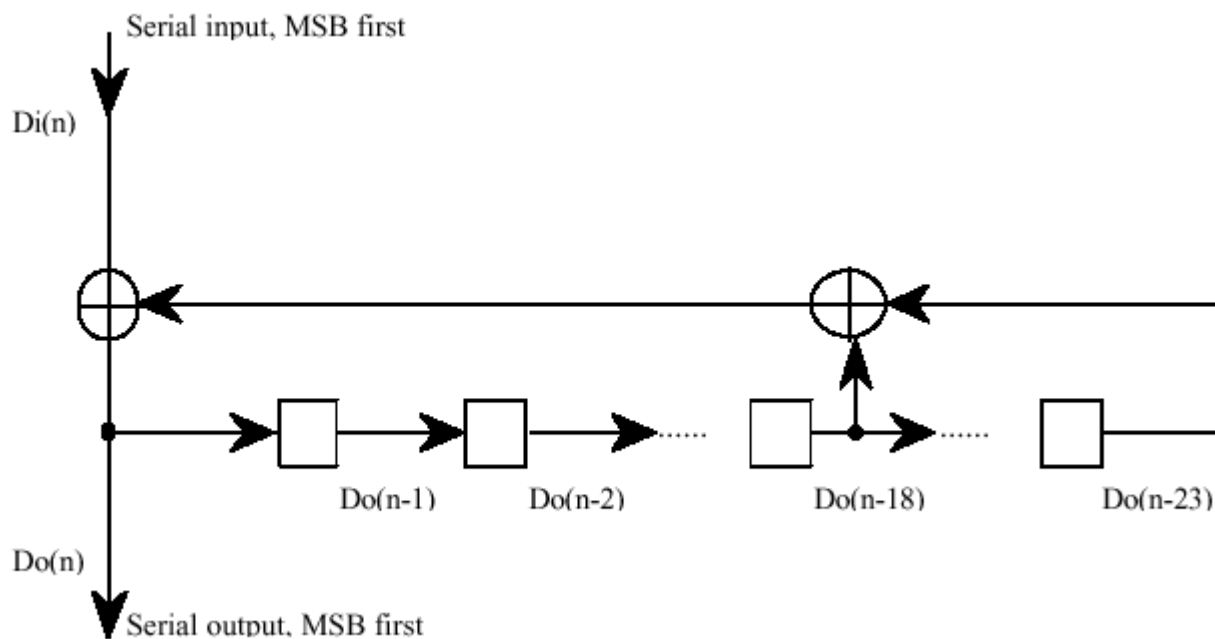 Serial input, MSB first
Di(n)
......
......
Do(n-1)
Do(n-2)
Do(n-18)
Do(n-23)
Do(n)
Serial output, MSB first